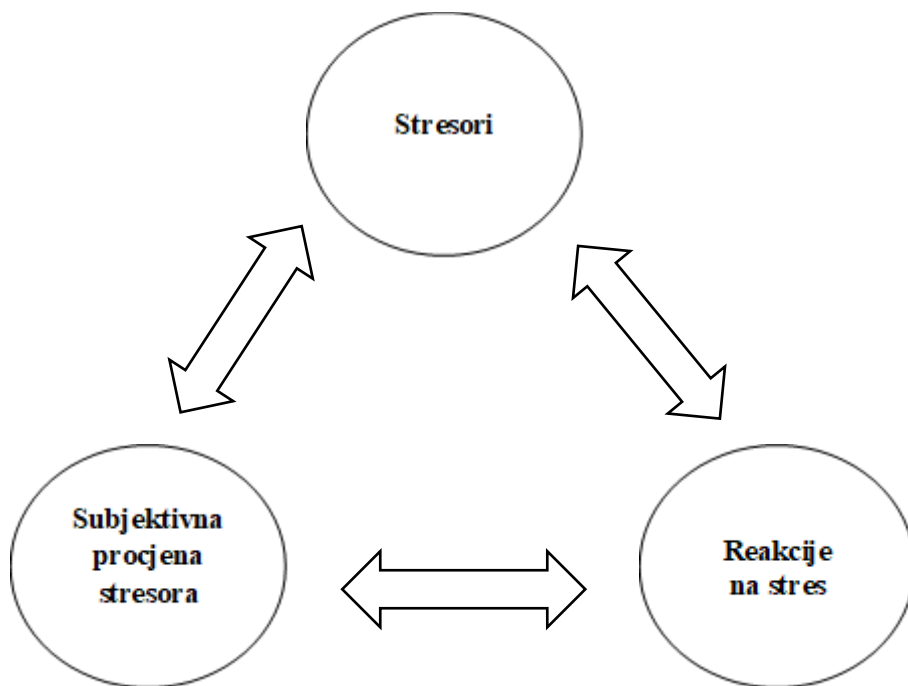 Stresori
Subjektivna
procjena
stresora
Reakcije
na stres